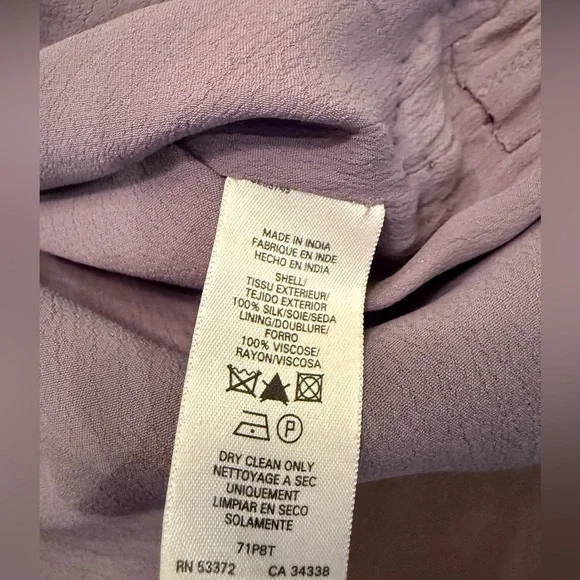 MADE IN INDIA
FABRIQUE EN INDE
HECHO EN INDIA
SHELL/
TISSU EXTERIEUR/
TEJIDO EXTERIOR
100% SILK/SOIE/SEDA
LINING/DOUBLURE/
FORRO
100% VISCOSE/
RAYON/VISCOSA
P
DRY CLEAN ONLY
NETTOYAGE A SEC
UNIQUEMENT
LIMPIAR EN SECO
SOLAMENTE
71P8T
RN 53372 CA 34338